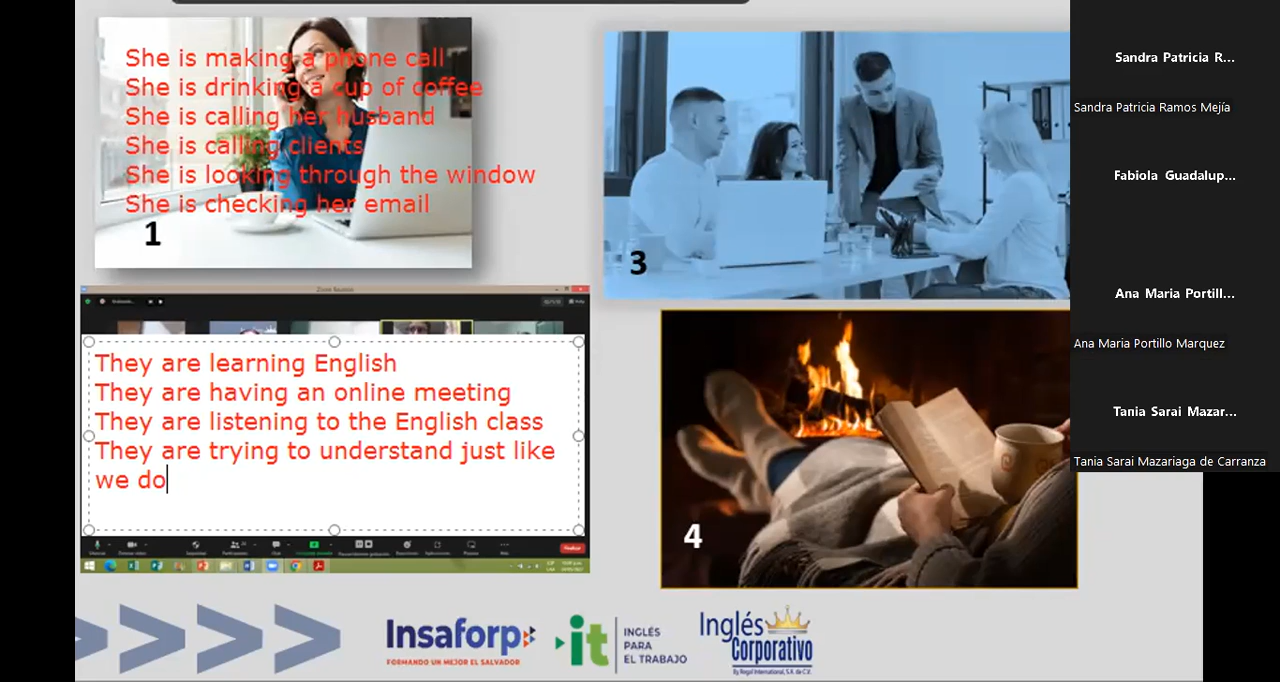 She is making a phone call
She is drinking a cup of coffee
She is calling her husband
She is calling clients
She is looking through the window
She is checking her email
1
3
They are learning English
They are having an online meeting
They are listening to the English class
They are trying to understand just like
we do
4
Insaforp
FORMANDO UN MEJOR EL SALVADOR
it
INGLÉS
PARA
EL TRABAJO
Inglés
Corporativo
Sandra Patricia R...
Sandra Patricia Ramos Mejía
Fabiola Guadalup...
Ana Maria Portill...
Ana Maria Portillo Marquez
Tania Sarai Mazar...
Tania Sarai Mazariaga de Carranza